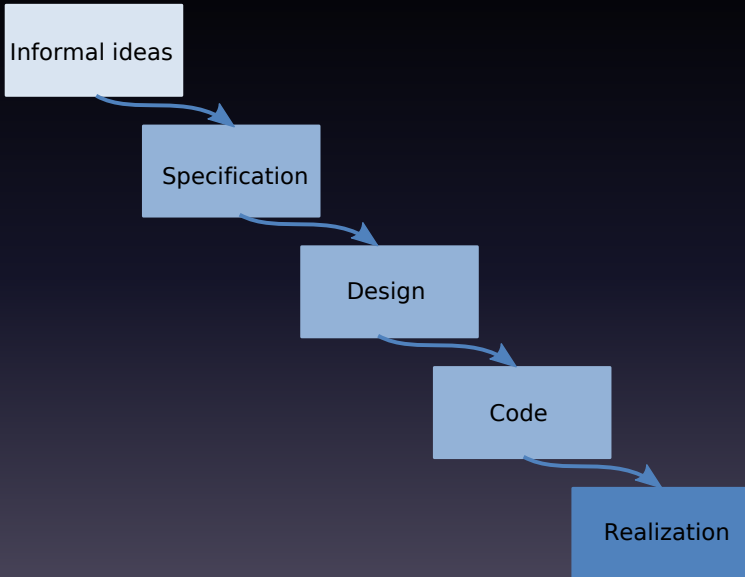 Informal ideas
Specification
Design
Code
Realization